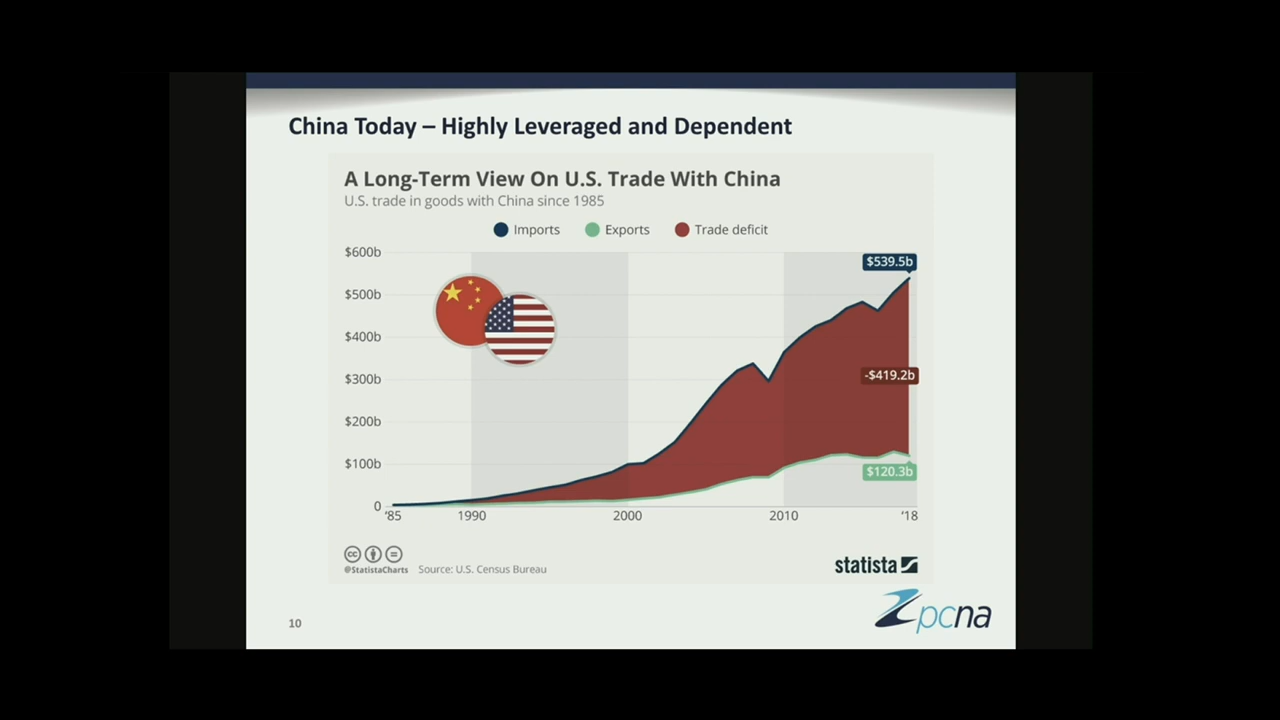 China Today – Highly Leveraged and Dependent
A Long-Term View On U.S. Trade With China
U.S. trade in goods with China since 1985
Imports Exports Trade deficit
$600b
$539.5b
$500b
$400b
-$419.2b
$300b
$200b
$100b
$120.3b
0
'85 1990 2000 2010 '18
@StatistaCharts Source: U.S. Census Bureau
statista
pcna
10